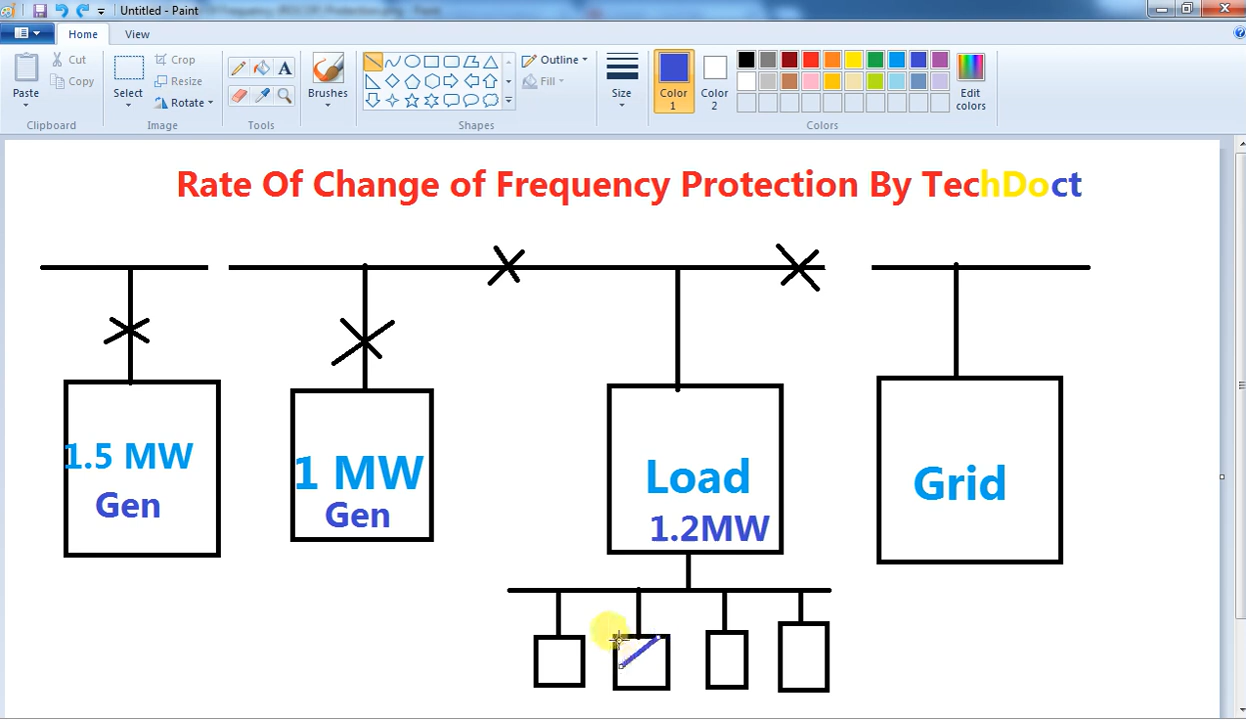 Untitled - Paint
Home View
Paste
Cut
Copy
Clipboard
Select
Crop
Resize
Rotate
Image
A
Tools
Brushes
Outline
Fill
Shapes
Size
Color 1
Color 2
Edit colors
Colors
Rate Of Change of Frequency Protection By TechDoct
1.5 MW
Gen
1 MW
Gen
Load
1.2MW
Grid